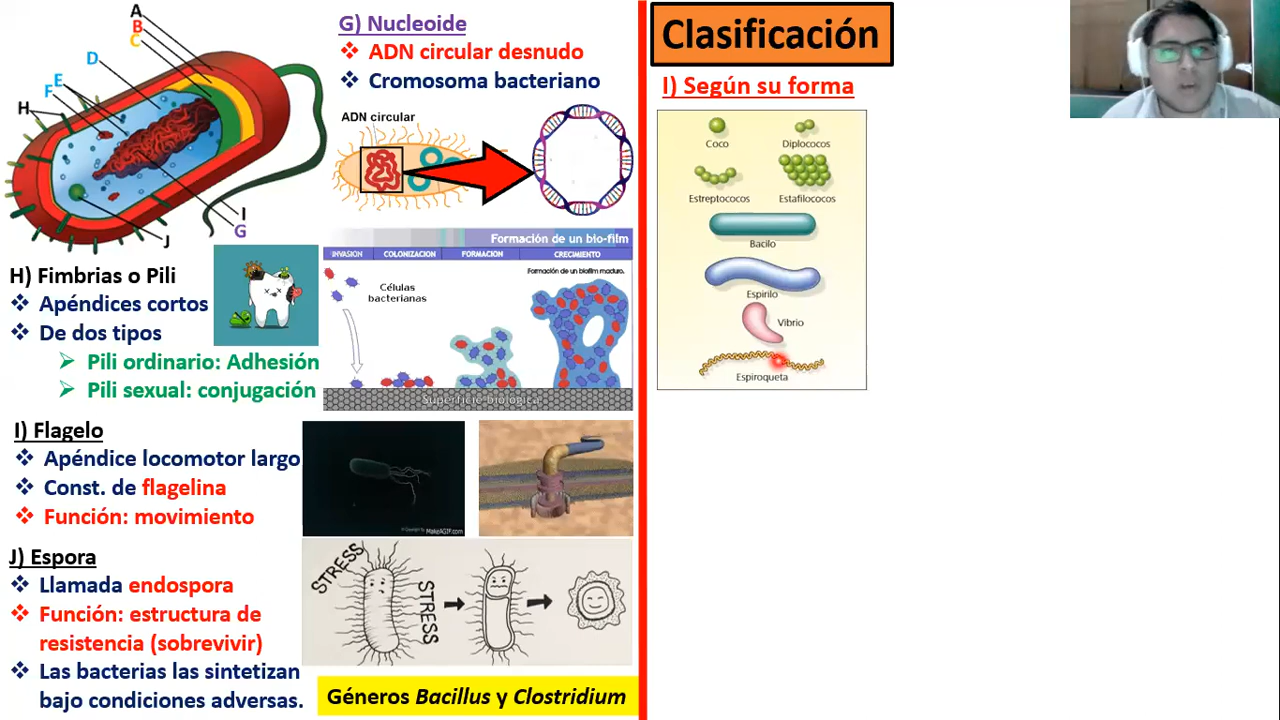 A
B
C
D
E
F
H
I
G
J
G) Nucleoide
❖ ADN circular desnudo
❖ Cromosoma bacteriano
ADN circular
Formación de un bio-film
INVASION COLONIZACION FORMACION CRECIMIENTO
Formación de un biofilm maduro.
Células
bacterianas
Superficie biológica
H) Fimbrias o Pili
❖ Apéndices cortos
❖ De dos tipos
➢ Pili ordinario: Adhesión
➢ Pili sexual: conjugación
I) Flagelo
❖ Apéndice locomotor largo
❖ Const. de flagelina
❖ Función: movimiento
MakeAGIF.com
J) Espora
❖ Llamada endospora
❖ Función: estructura de
resistencia (sobrevivir)
❖ Las bacterias las sintetizan
bajo condiciones adversas.
STRESS
STRESS
Géneros Bacillus y Clostridium
Clasificación
I) Según su forma
Coco Diplococos
Estreptococos Estafilococos
Bacilo
Espirilo
Vibrio
Espiroqueta